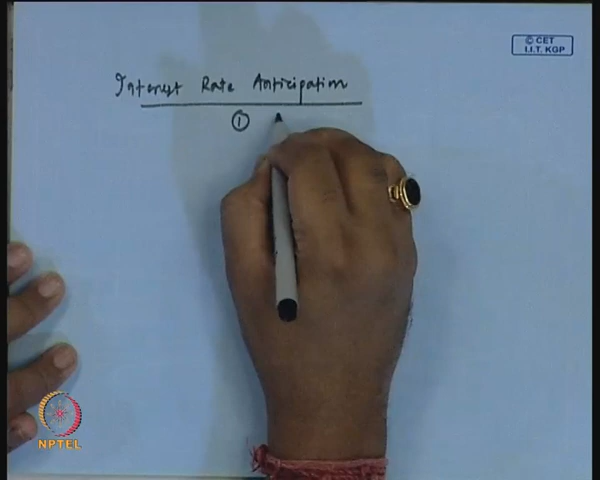 © CET
I.I.T. KGP
Interest Rate Anticipation
①
NPTEL